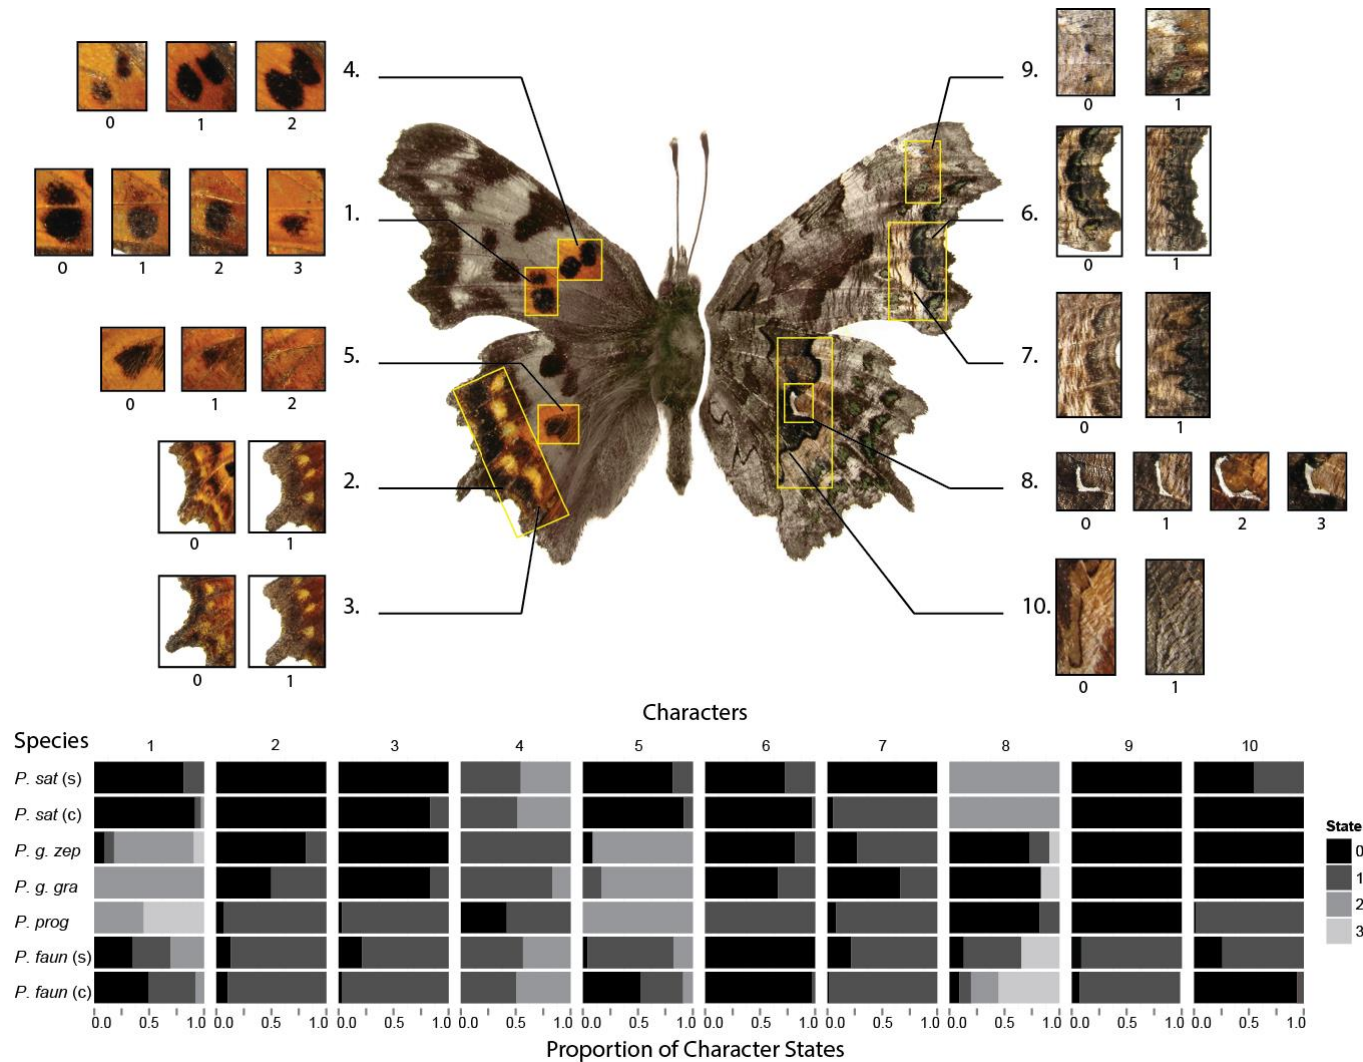 4.
0 1 2
1.
0 1 2 3
5.
0 1 2
2.
0 1
3.
0 1
9.
0 1
6.
0 1
7.
0 1
8.
0 1 2 3
10.
0 1
Characters
Species 1 2 3 4 5 6 7 8 9 10
P. sat (s)
P. sat (c)
P. g. zep
P. g. gra
P. prog
P. faun (s)
P. faun (c)
State
0
1
2
3
0.0 0.5 1.0 0.0 0.5 1.0 0.0 0.5 1.0 0.0 0.5 1.0 0.0 0.5 1.0 0.0 0.5 1.0 0.0 0.5 1.0 0.0 0.5 1.0 0.0 0.5 1.0 0.0 0.5 1.0
Proportion of Character States